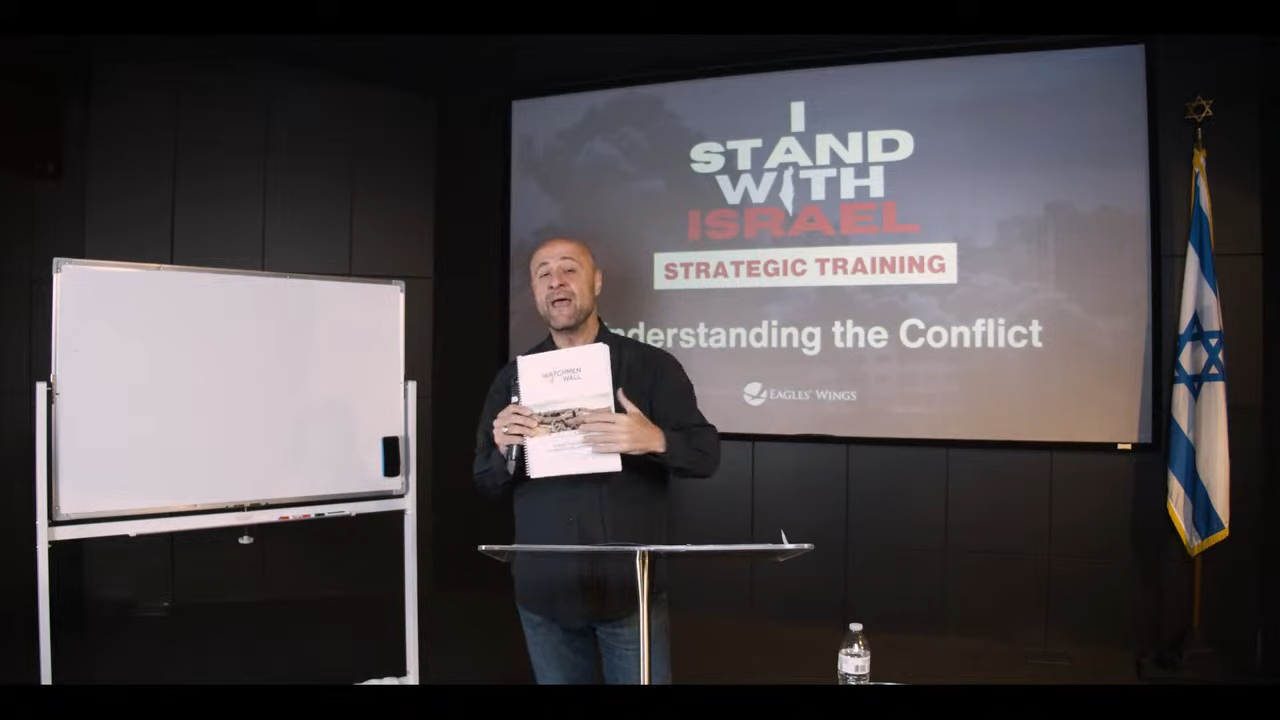 I
STAND
WITH
ISRAEL
STRATEGIC TRAINING
nderstanding the Conflict
EAGLES' WINGS
WATCHMEN
WALL